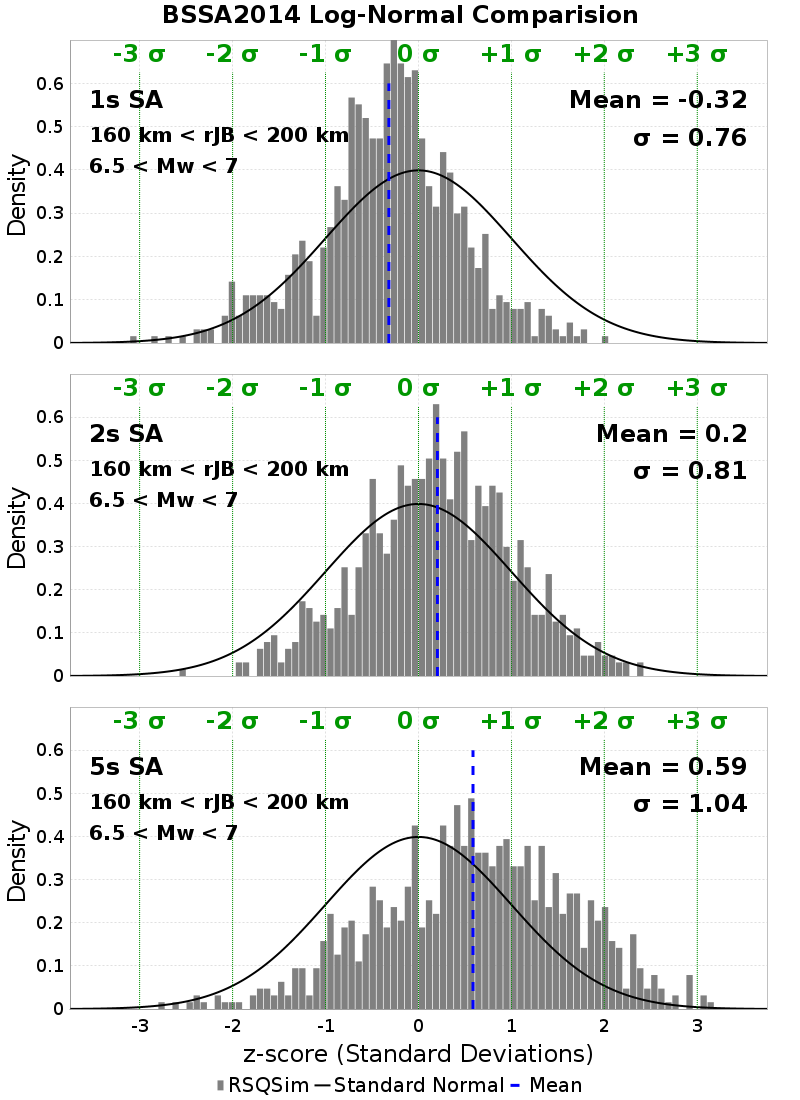 BSSA2014 Log-Normal Comparision
-3 σ -2 σ -1 σ 0 σ +1 σ +2 σ +3 σ
1s SA
160 km < rJB < 200 km
6.5 < Mw < 7
Mean = -0.32
σ = 0.76
Density
0.6
0.5
0.4
0.3
0.2
0.1
0
-3 σ -2 σ -1 σ 0 σ +1 σ +2 σ +3 σ
2s SA
160 km < rJB < 200 km
6.5 < Mw < 7
Mean = 0.2
σ = 0.81
Density
0.6
0.5
0.4
0.3
0.2
0.1
0
-3 σ -2 σ -1 σ 0 σ +1 σ +2 σ +3 σ
5s SA
160 km < rJB < 200 km
6.5 < Mw < 7
Mean = 0.59
σ = 1.04
Density
0.6
0.5
0.4
0.3
0.2
0.1
0
-3 -2 -1 0 1 2 3
z-score (Standard Deviations)
RSQSim Standard Normal Mean